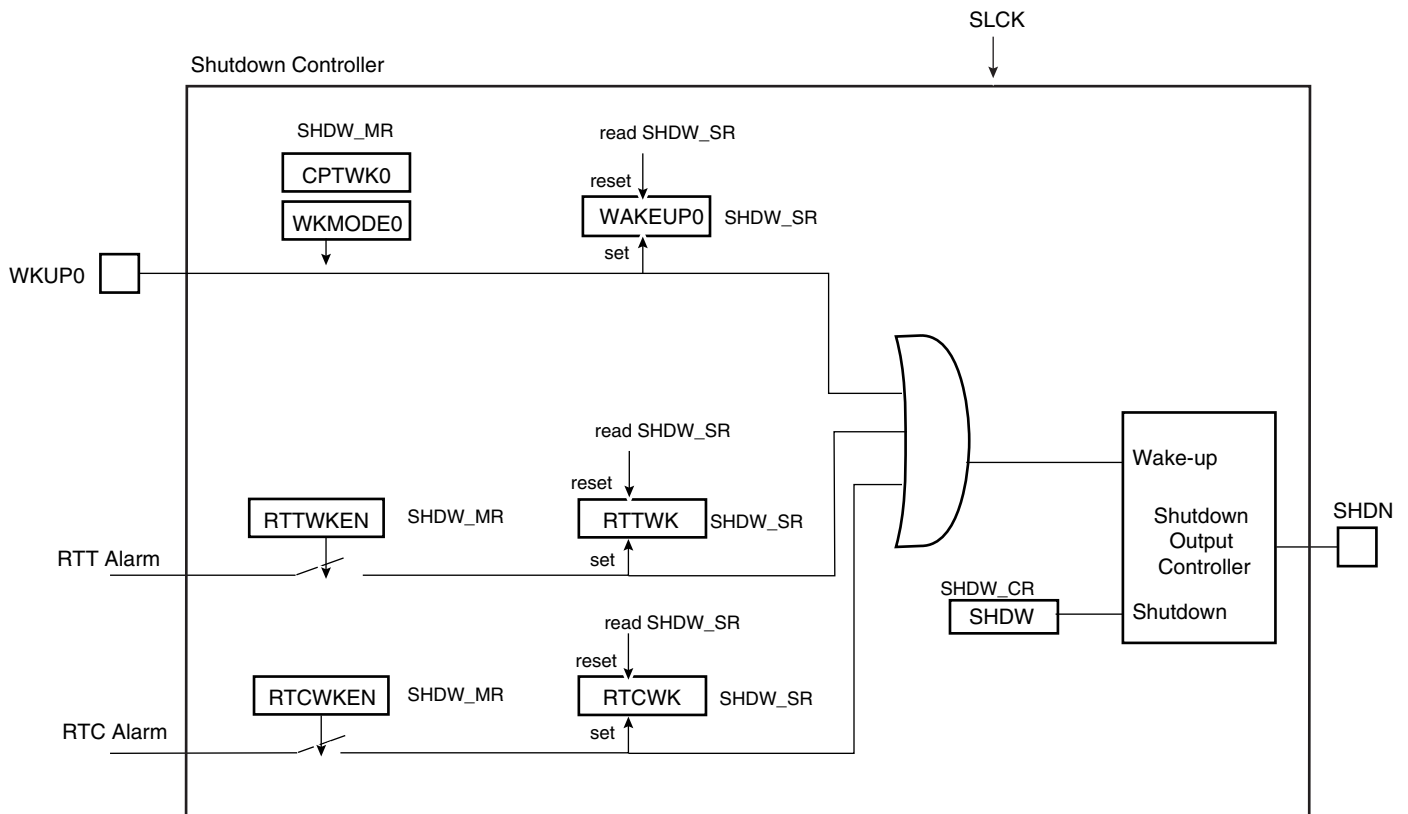 SLCK
Shutdown Controller
SHDW_MR
CPTWK0
WKMODE0
read SHDW_SR
reset
WAKEUP0
SHDW_SR
set
WKUP0
read SHDW_SR
reset
RTTWKEN
SHDW_MR
RTTWK
SHDW_SR
set
RTT Alarm
Wake-up
Shutdown
Output
Controller
SHDN
SHDW_CR
SHDW
Shutdown
read SHDW_SR
reset
RTCWKEN
SHDW_MR
RTCWK
SHDW_SR
set
RTC Alarm